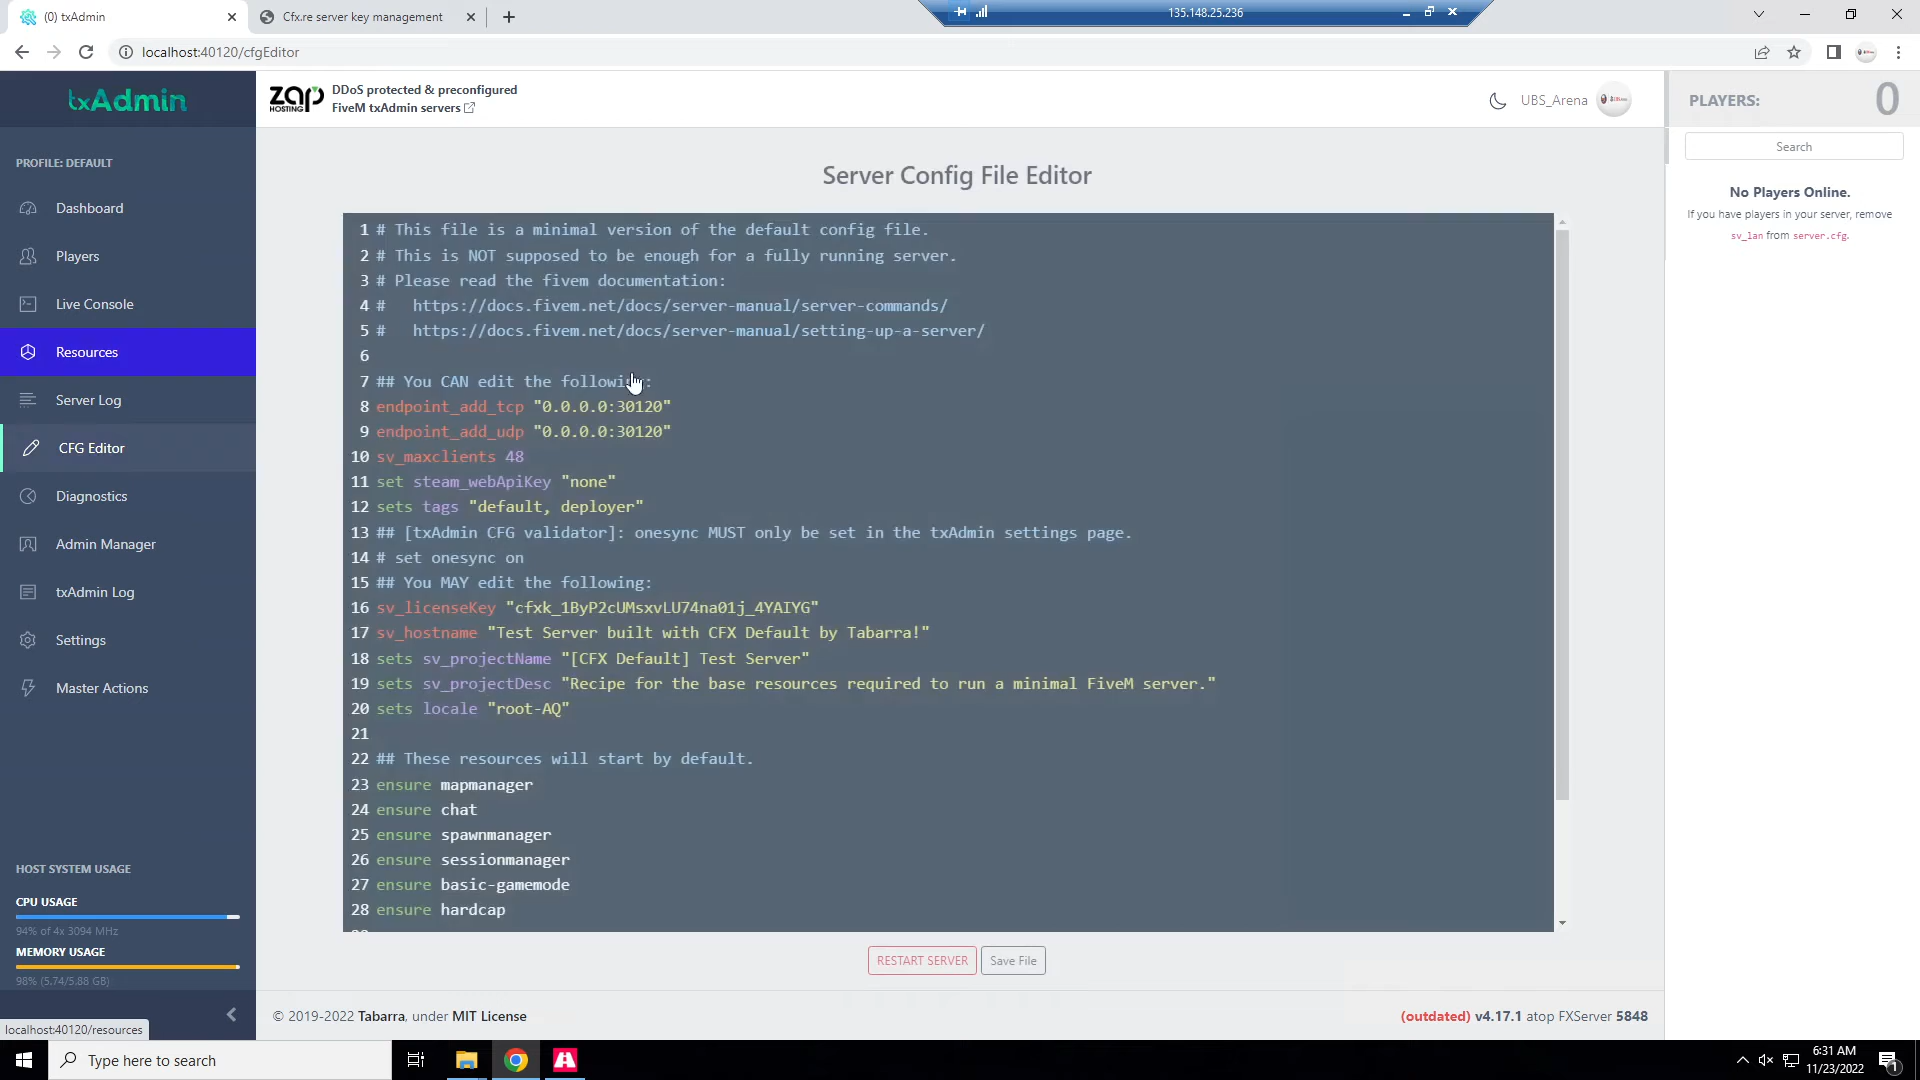 (0) txAdmin
Cfx.re server key management
135.148.25.236
localhost:40120/cfgEditor
txAdmin
ZAP HOSTING
DDoS protected & preconfigured
FiveM txAdmin servers
UBS_Arena
PLAYERS:
0
Search
No Players Online.
If you have players in your server, remove
sv_lan from server.cfg.
PROFILE: DEFAULT
Dashboard
Players
Live Console
Resources
Server Log
CFG Editor
Diagnostics
Admin Manager
txAdmin Log
Settings
Master Actions
HOST SYSTEM USAGE
CPU USAGE
94% of 4x 3094 MHz
MEMORY USAGE
98% (5.74/5.88 GB)
localhost:40120/resources
Server Config File Editor
1 # This file is a minimal version of the default config file.
2 # This is NOT supposed to be enough for a fully running server.
3 # Please read the fivem documentation:
4 #   https://docs.fivem.net/docs/server-manual/server-commands/
5 #   https://docs.fivem.net/docs/server-manual/setting-up-a-server/
6
7 ## You CAN edit the following:
8 endpoint_add_tcp "0.0.0.0:30120"
9 endpoint_add_udp "0.0.0.0:30120"
10 sv_maxclients 48
11 set steam_webApiKey "none"
12 sets tags "default, deployer"
13 ## [txAdmin CFG validator]: onesync MUST only be set in the txAdmin settings page.
14 # set onesync on
15 ## You MAY edit the following:
16 sv_licenseKey "cfxk_1ByP2cUMsxvLU74na01j_4YAIYG"
17 sv_hostname "Test Server built with CFX Default by Tabarra!"
18 sets sv_projectName "[CFX Default] Test Server"
19 sets sv_projectDesc "Recipe for the base resources required to run a minimal FiveM server."
20 sets locale "root-AQ"
21
22 ## These resources will start by default.
23 ensure mapmanager
24 ensure chat
25 ensure spawnmanager
26 ensure sessionmanager
27 ensure basic-gamemode
28 ensure hardcap
RESTART SERVER
Save File
© 2019-2022 Tabarra, under MIT License
(outdated) v4.17.1 atop FXServer 5848
Type here to search
6:31 AM
11/23/2022
1